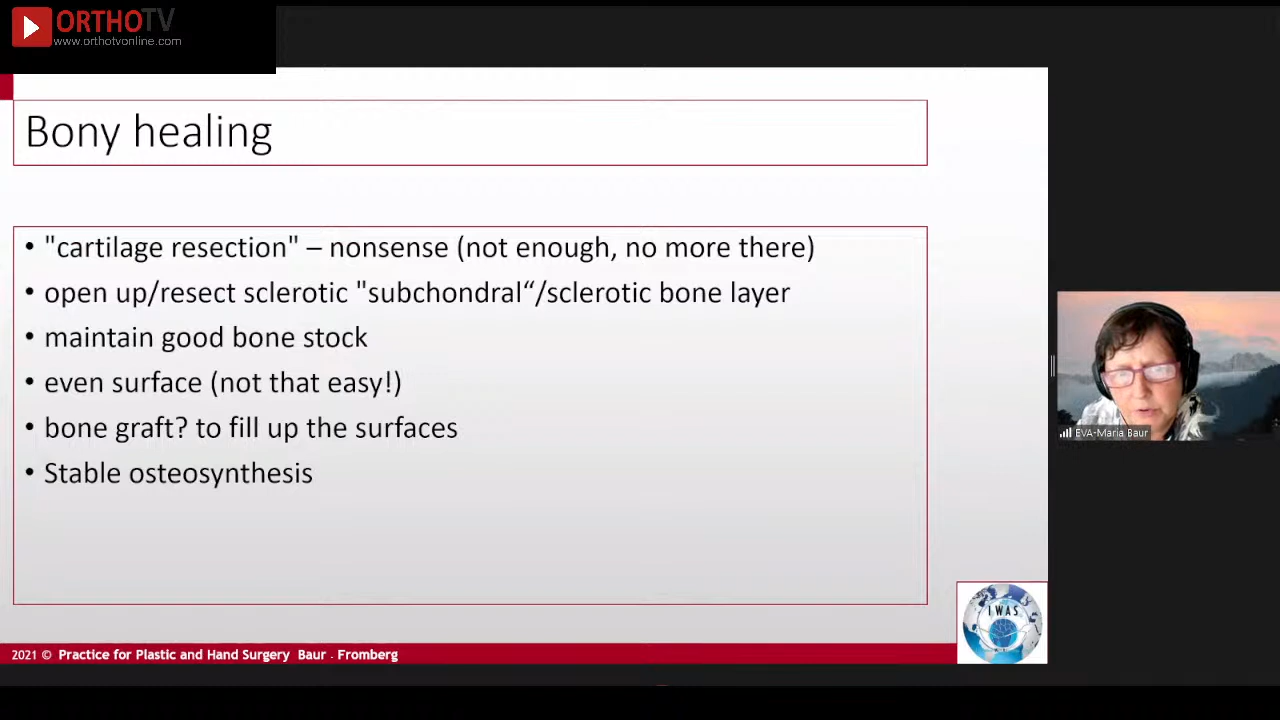 ORTHOTV
www.orthotvonline.com
Bony healing
• "cartilage resection" – nonsense (not enough, no more there)
• open up/resect sclerotic "subchondral“/sclerotic bone layer
• maintain good bone stock
• even surface (not that easy!)
• bone graft? to fill up the surfaces
• Stable osteosynthesis
EVA-Maria Baur
IWAS
2021 © Practice for Plastic and Hand Surgery Baur - Fromberg